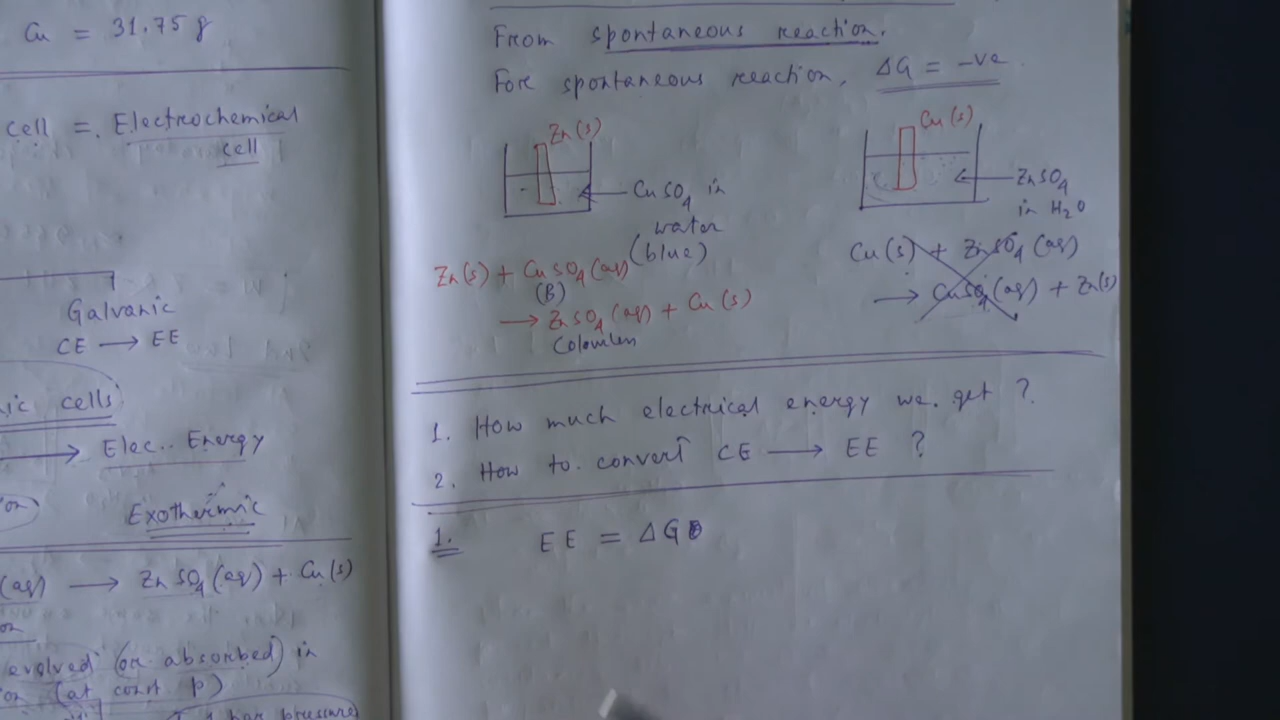 Cu = 31.75 g
cell = Electrochemical
cell
Galvanic
CE → EE
cells
→ Elec.. Energy
Exothermic
(aq) → ZnSO4 (aq) + Cu(s)
evolved (or absorbed) in
(at const p)
pressure
From spontaneous reaction.
For spontaneous reaction, ΔG = -ve
Zn(s)
CuSO4 in
water
(blue)
Zn(s) + CuSO4 (aq)
(B)
→ ZnSO4 (aq) + Cu(s)
Cu(s)
ZnSO4
in H2O
Cu(s) + ZnSO4 (aq)
→ CuSO4 (aq) + Zn(s)
1. How much electrical energy we get ?
2. How to convert CE → EE ?
1. EE = ΔG